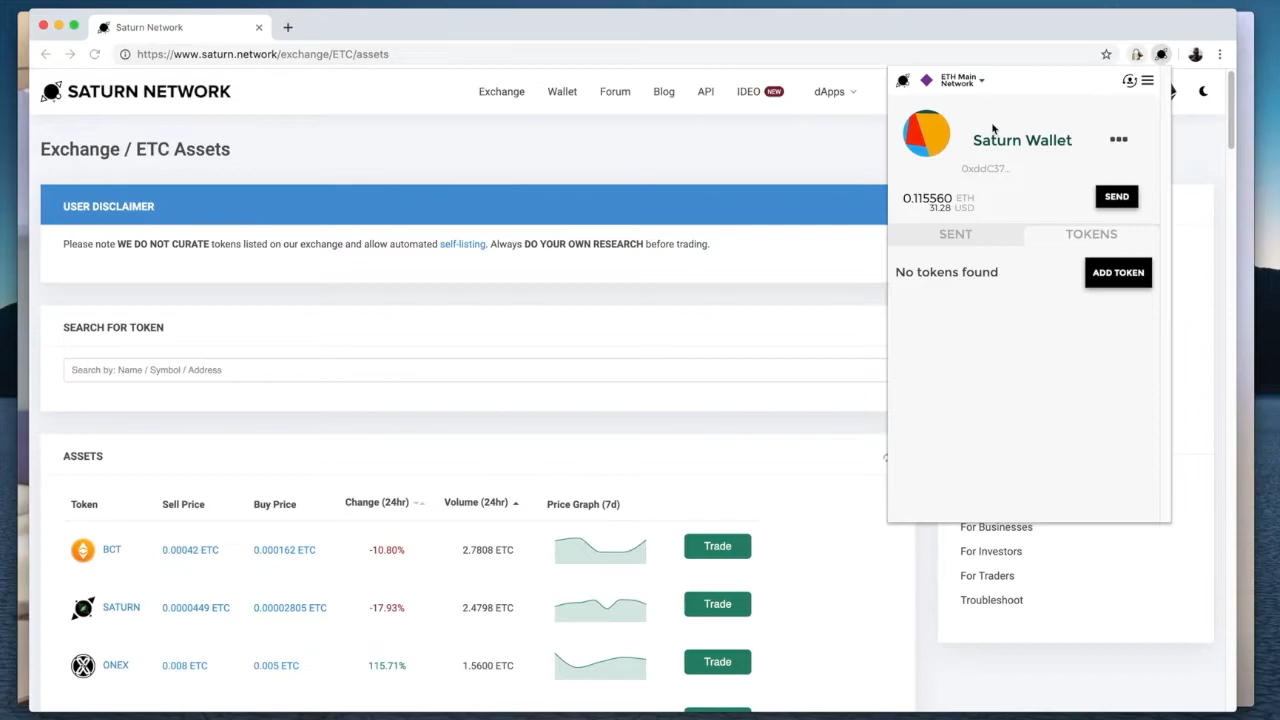 Saturn Network
https://www.saturn.network/exchange/ETC/assets
SATURN NETWORK
Exchange Wallet Forum Blog API IDEO NEW dApps
Exchange / ETC Assets
USER DISCLAIMER
Please note WE DO NOT CURATE tokens listed on our exchange and allow automated self-listing. Always DO YOUR OWN RESEARCH before trading.
SEARCH FOR TOKEN
Search by: Name / Symbol / Address
ASSETS
Token Sell Price Buy Price Change (24hr) Volume (24hr) Price Graph (7d)
BCT 0.00042 ETC 0.000162 ETC -10.80% 2.7808 ETC Trade
SATURN 0.0000449 ETC 0.00002805 ETC -17.93% 2.4798 ETC Trade
ONEX 0.008 ETC 0.005 ETC 115.71% 1.5600 ETC Trade
ETH Main
Network
Saturn Wallet
0xddC37...
0.115560 ETH
31.28 USD
SEND
SENT TOKENS
No tokens found ADD TOKEN
For Businesses
For Investors
For Traders
Troubleshoot